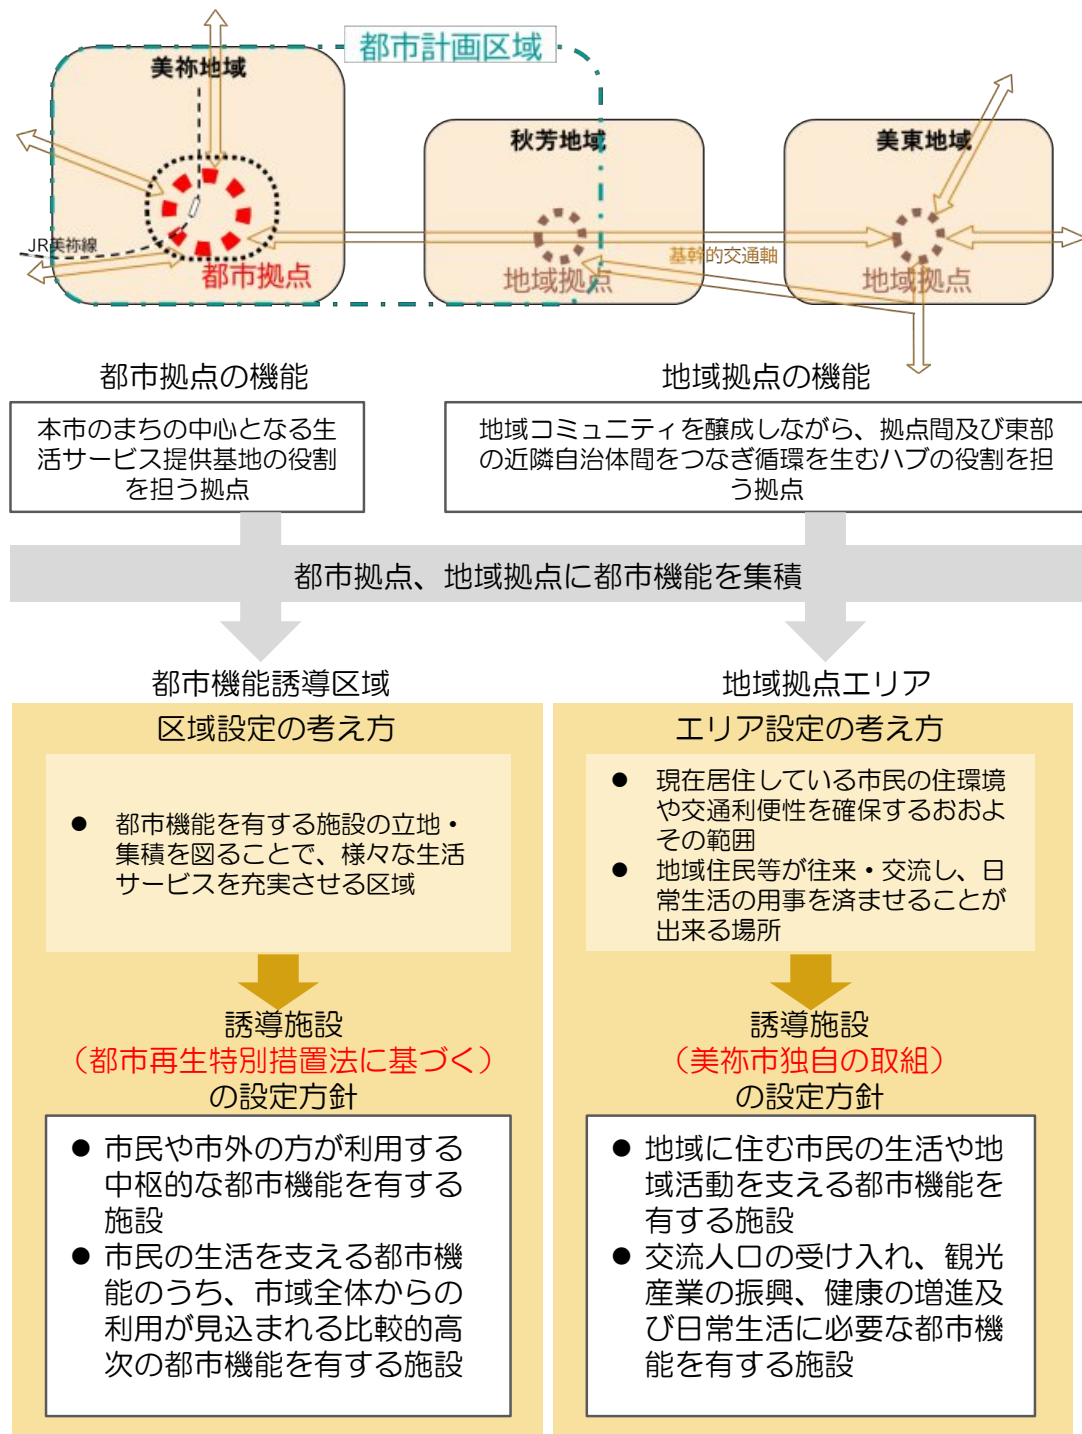 都市計画区域
美祢地域
秋芳地域
美東地域
JR美祢線
都市拠点
地域拠点
基幹的交通軸
地域拠点
都市拠点の機能
本市のまちの中心となる生
活サービス提供基地の役割
を担う拠点
地域拠点の機能
地域コミュニティを醸成しながら、拠点間及び東部
の近隣自治体間をつなぎ循環を生むハブの役割を担
う拠点
都市拠点、地域拠点に都市機能を集積
都市機能誘導区域
区域設定の考え方
● 都市機能を有する施設の立地・
集積を図ることで、様々な生活
サービスを充実させる区域
誘導施設
（都市再生特別措置法に基づく）
の設定方針
● 市民や市外の方が利用する
中枢的な都市機能を有する
施設
● 市民の生活を支える都市機
能のうち、市域全体からの
利用が見込まれる比較的高
次の都市機能を有する施設
地域拠点エリア
エリア設定の考え方
● 現在居住している市民の住環境
や交通利便性を確保するおおよ
その範囲
● 地域住民等が往来・交流し、日
常生活の用事を済ませることが
出来る場所
誘導施設
（美祢市独自の取組）
の設定方針
● 地域に住む市民の生活や地
域活動を支える都市機能を
有する施設
● 交流人口の受け入れ、観光
産業の振興、健康の増進及
び日常生活に必要な都市機
能を有する施設